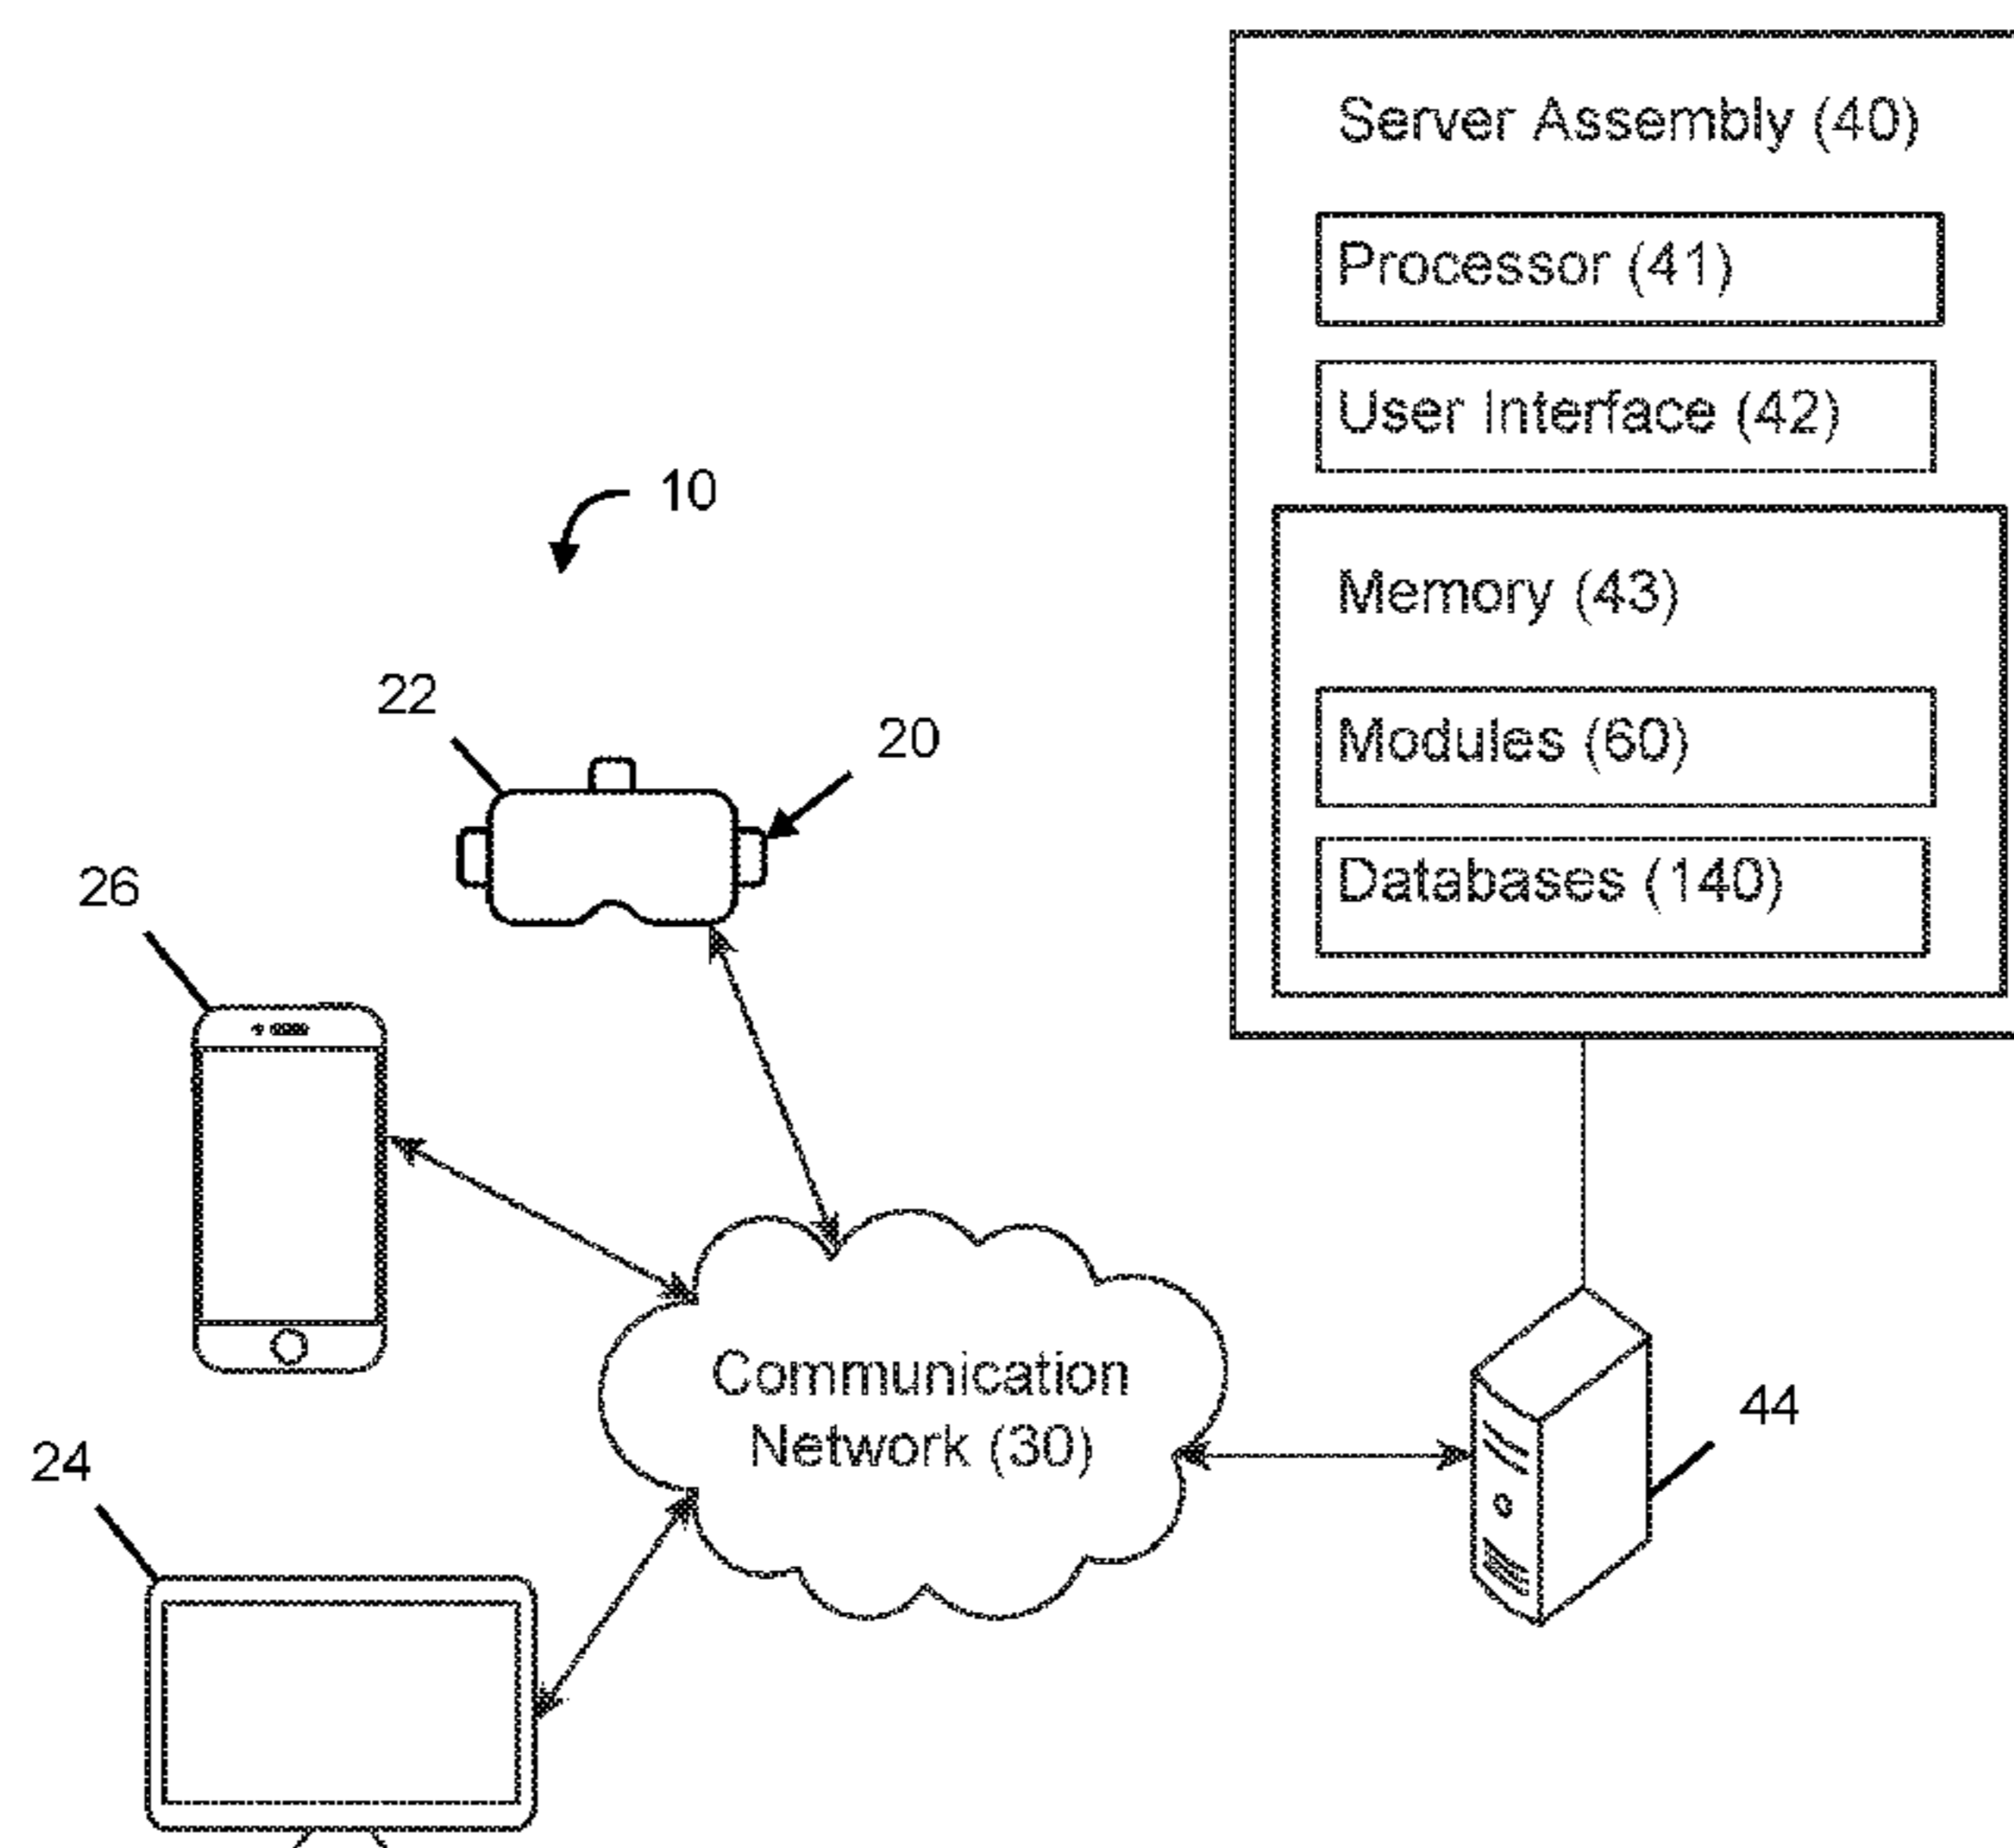 Server Assembly (40)
Processor (41)
User Interface (42)
10
Memory (43)
22
20
Modules (60)
26
Databases (140)
Communication
Network (30)
44
24